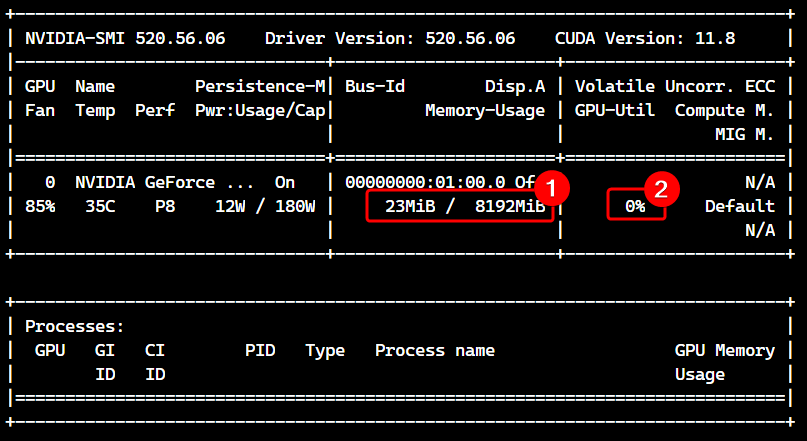 NVIDIA-SMI 520.56.06 Driver Version: 520.56.06 CUDA Version: 11.8
GPU Name Persistence-M| Bus-Id Disp.A | Volatile Uncorr. ECC
Fan Temp Perf Pwr:Usage/Cap| Memory-Usage | GPU-Util Compute M.
MIG M.
0 NVIDIA GeForce ... On | 00000000:01:00.0 Of 1 N/A
85% 35C P8 12W / 180W | 23MiB / 8192MiB | 0% 2 Default
N/A
Processes:
GPU GI CI PID Type Process name GPU Memory
ID ID Usage